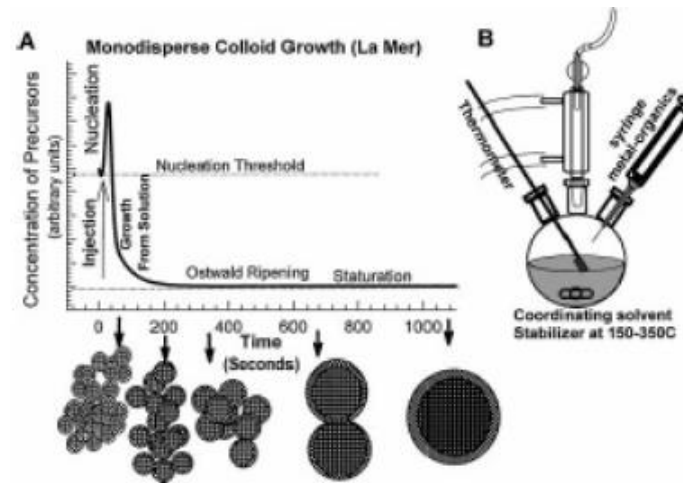 A
Monodisperse Colloid Growth (La Mer)
Concentration of Precursors
(arbitrary units)
Nucleation
Injection
Growth
From Solution
Nucleation Threshold
Ostwald Ripening
Staturation
0
200
400
600
800
1000
Time
(Seconds)
B
Thermometer
syringe
metal-organics
Coordinating solvent
Stabilizer at 150-350C